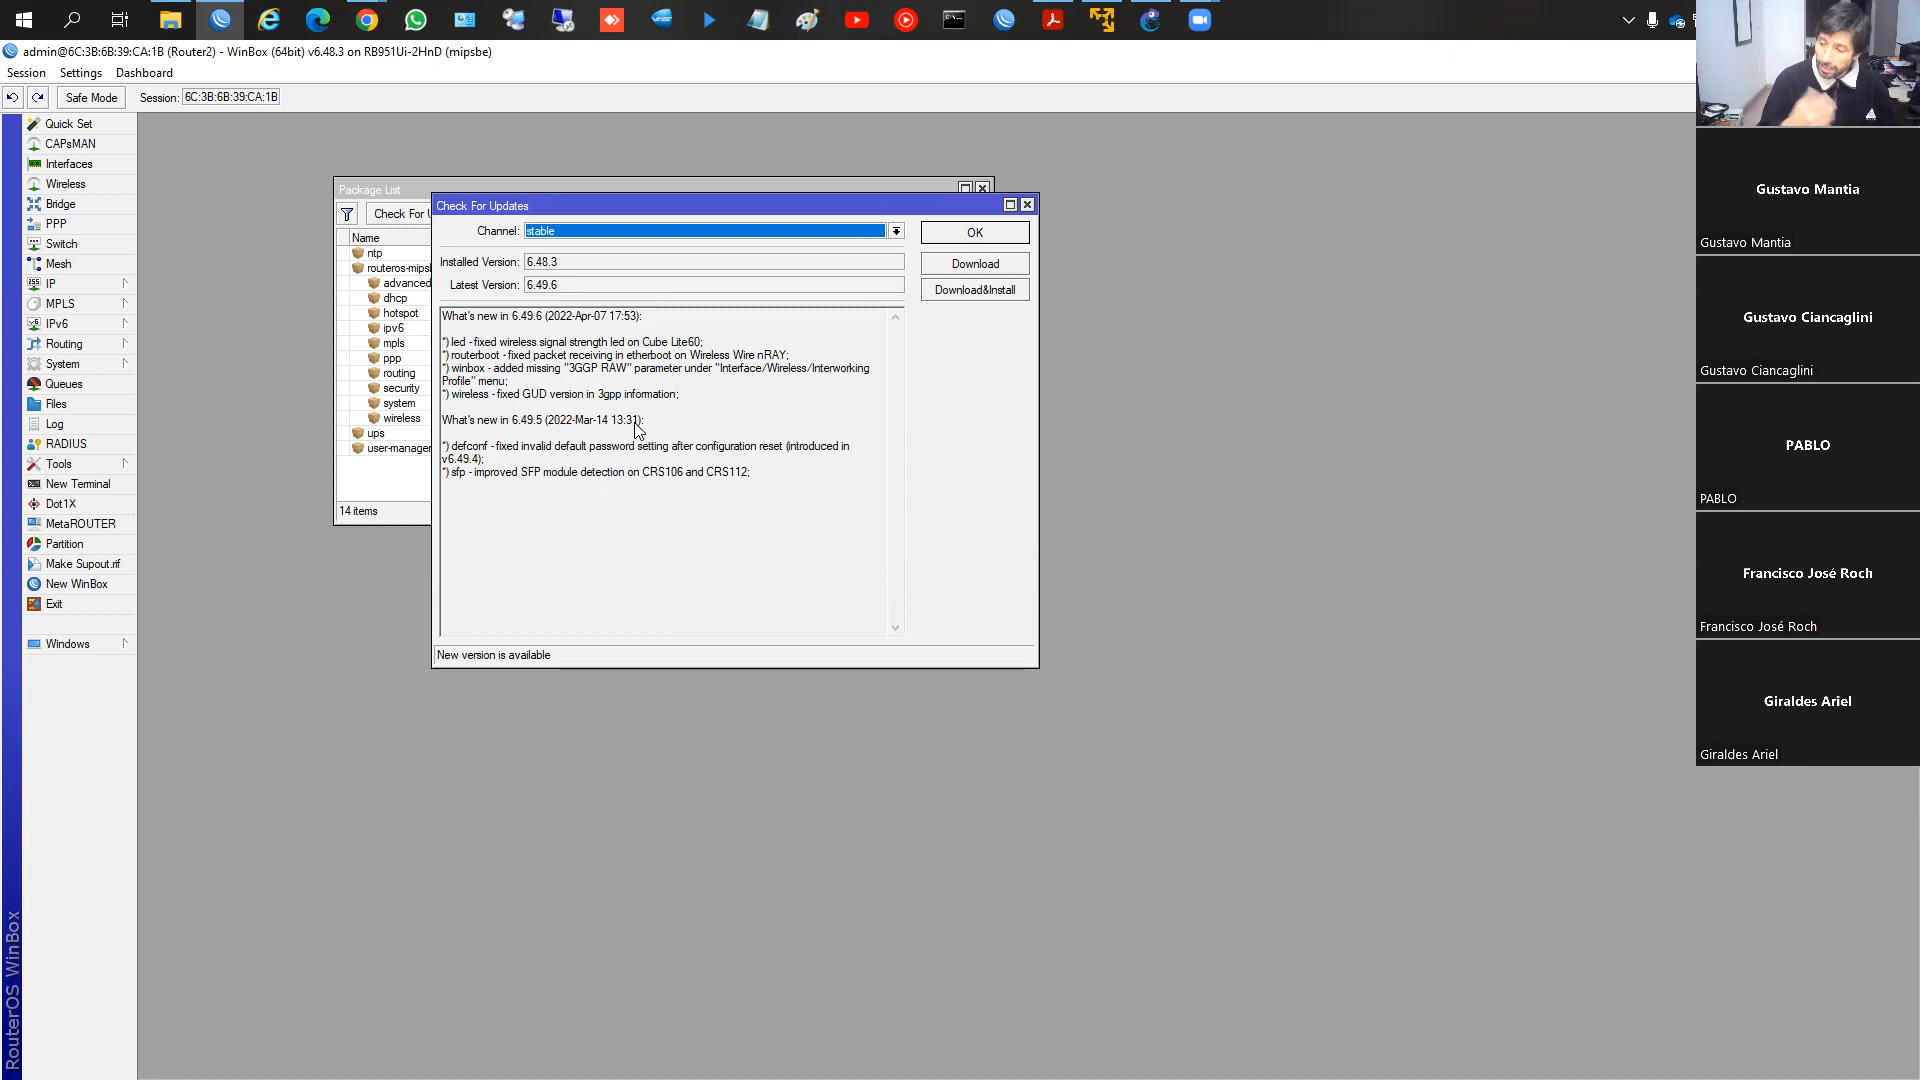 admin@6C:3B:6B:39:CA:1B (Router2) - WinBox (64bit) v6.48.3 on RB951Ui-2HnD (mipsbe)
Session Settings Dashboard
Safe Mode Session: 6C:3B:6B:39:CA:1B
Quick Set
CAPsMAN
Interfaces
Wireless
Bridge
PPP
Switch
Mesh
IP
MPLS
IPv6
Routing
System
Queues
Files
Log
RADIUS
Tools
New Terminal
Dot1X
MetaROUTER
Partition
Make Supout.rif
New WinBox
Exit
Windows
RouterOS WinBox
Package List
Check For U
Name
ntp
routeros-mipsb
advanced
dhcp
hotspot
ipv6
mpls
ppp
routing
security
system
wireless
ups
user-manager
14 items
Check For Updates
Channel: stable
OK
Installed Version: 6.48.3
Download
Latest Version: 6.49.6
Download&Install
What's new in 6.49.6 (2022-Apr-07 17:53):
*) led - fixed wireless signal strength led on Cube Lite60;
*) routerboot - fixed packet receiving in etherboot on Wireless Wire nRAY;
*) winbox - added missing "3GGP RAW" parameter under "Interface/Wireless/Interworking
Profile" menu;
*) wireless - fixed GUD version in 3gpp information;
What's new in 6.49.5 (2022-Mar-14 13:31):
*) defconf - fixed invalid default password setting after configuration reset (introduced in
v6.49.4);
*) sfp - improved SFP module detection on CRS106 and CRS112;
New version is available
Gustavo Mantia
Gustavo Mantia
Gustavo Ciancaglini
Gustavo Ciancaglini
PABLO
PABLO
Francisco José Roch
Francisco José Roch
Giraldes Ariel
Giraldes Ariel